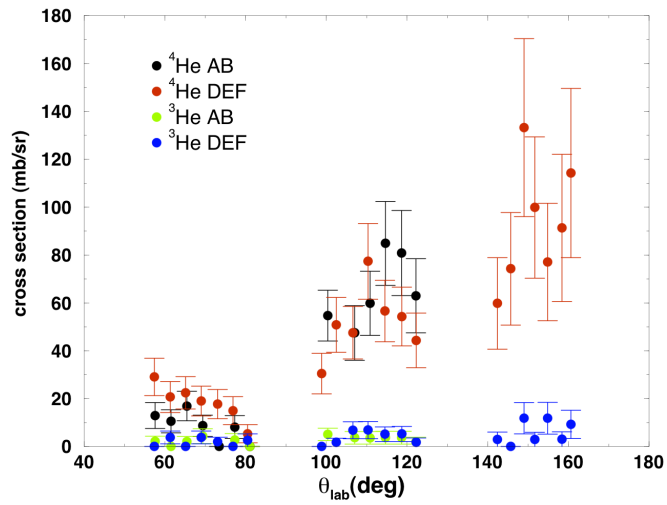 180
160
140
120
100
80
60
40
20
0
cross section (mb/sr)
⁴He AB
⁴He DEF
³He AB
³He DEF
40 60 80 100 120 140 160 180
θlab(deg)